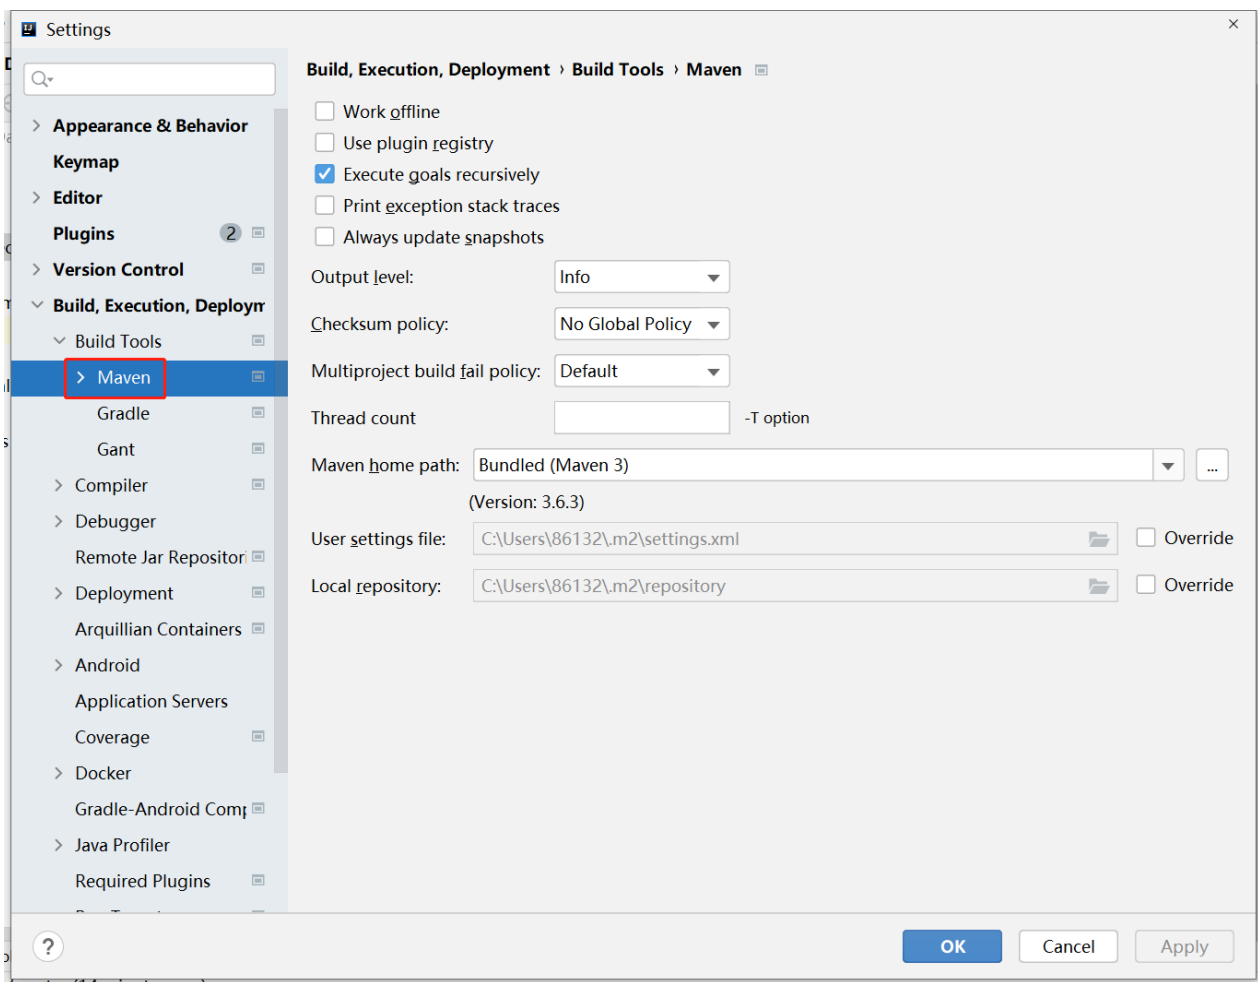 Settings
Build, Execution, Deployment › Build Tools › Maven
Appearance & Behavior
Keymap
Editor
Plugins 2
Version Control
Build, Execution, Deploym
Build Tools
Maven
Gradle
Gant
Compiler
Debugger
Remote Jar Repositori
Deployment
Arquillian Containers
Android
Application Servers
Coverage
Docker
Gradle-Android Comp
Java Profiler
Required Plugins
Work offline
Use plugin registry
Execute goals recursively
Print exception stack traces
Always update snapshots
Output level: Info
Checksum policy: No Global Policy
Multiproject build fail policy: Default
Thread count -T option
Maven home path: Bundled (Maven 3) ...
(Version: 3.6.3)
User settings file: C:\Users\86132\.m2\settings.xml Override
Local repository: C:\Users\86132\.m2\repository Override
? OK Cancel Apply